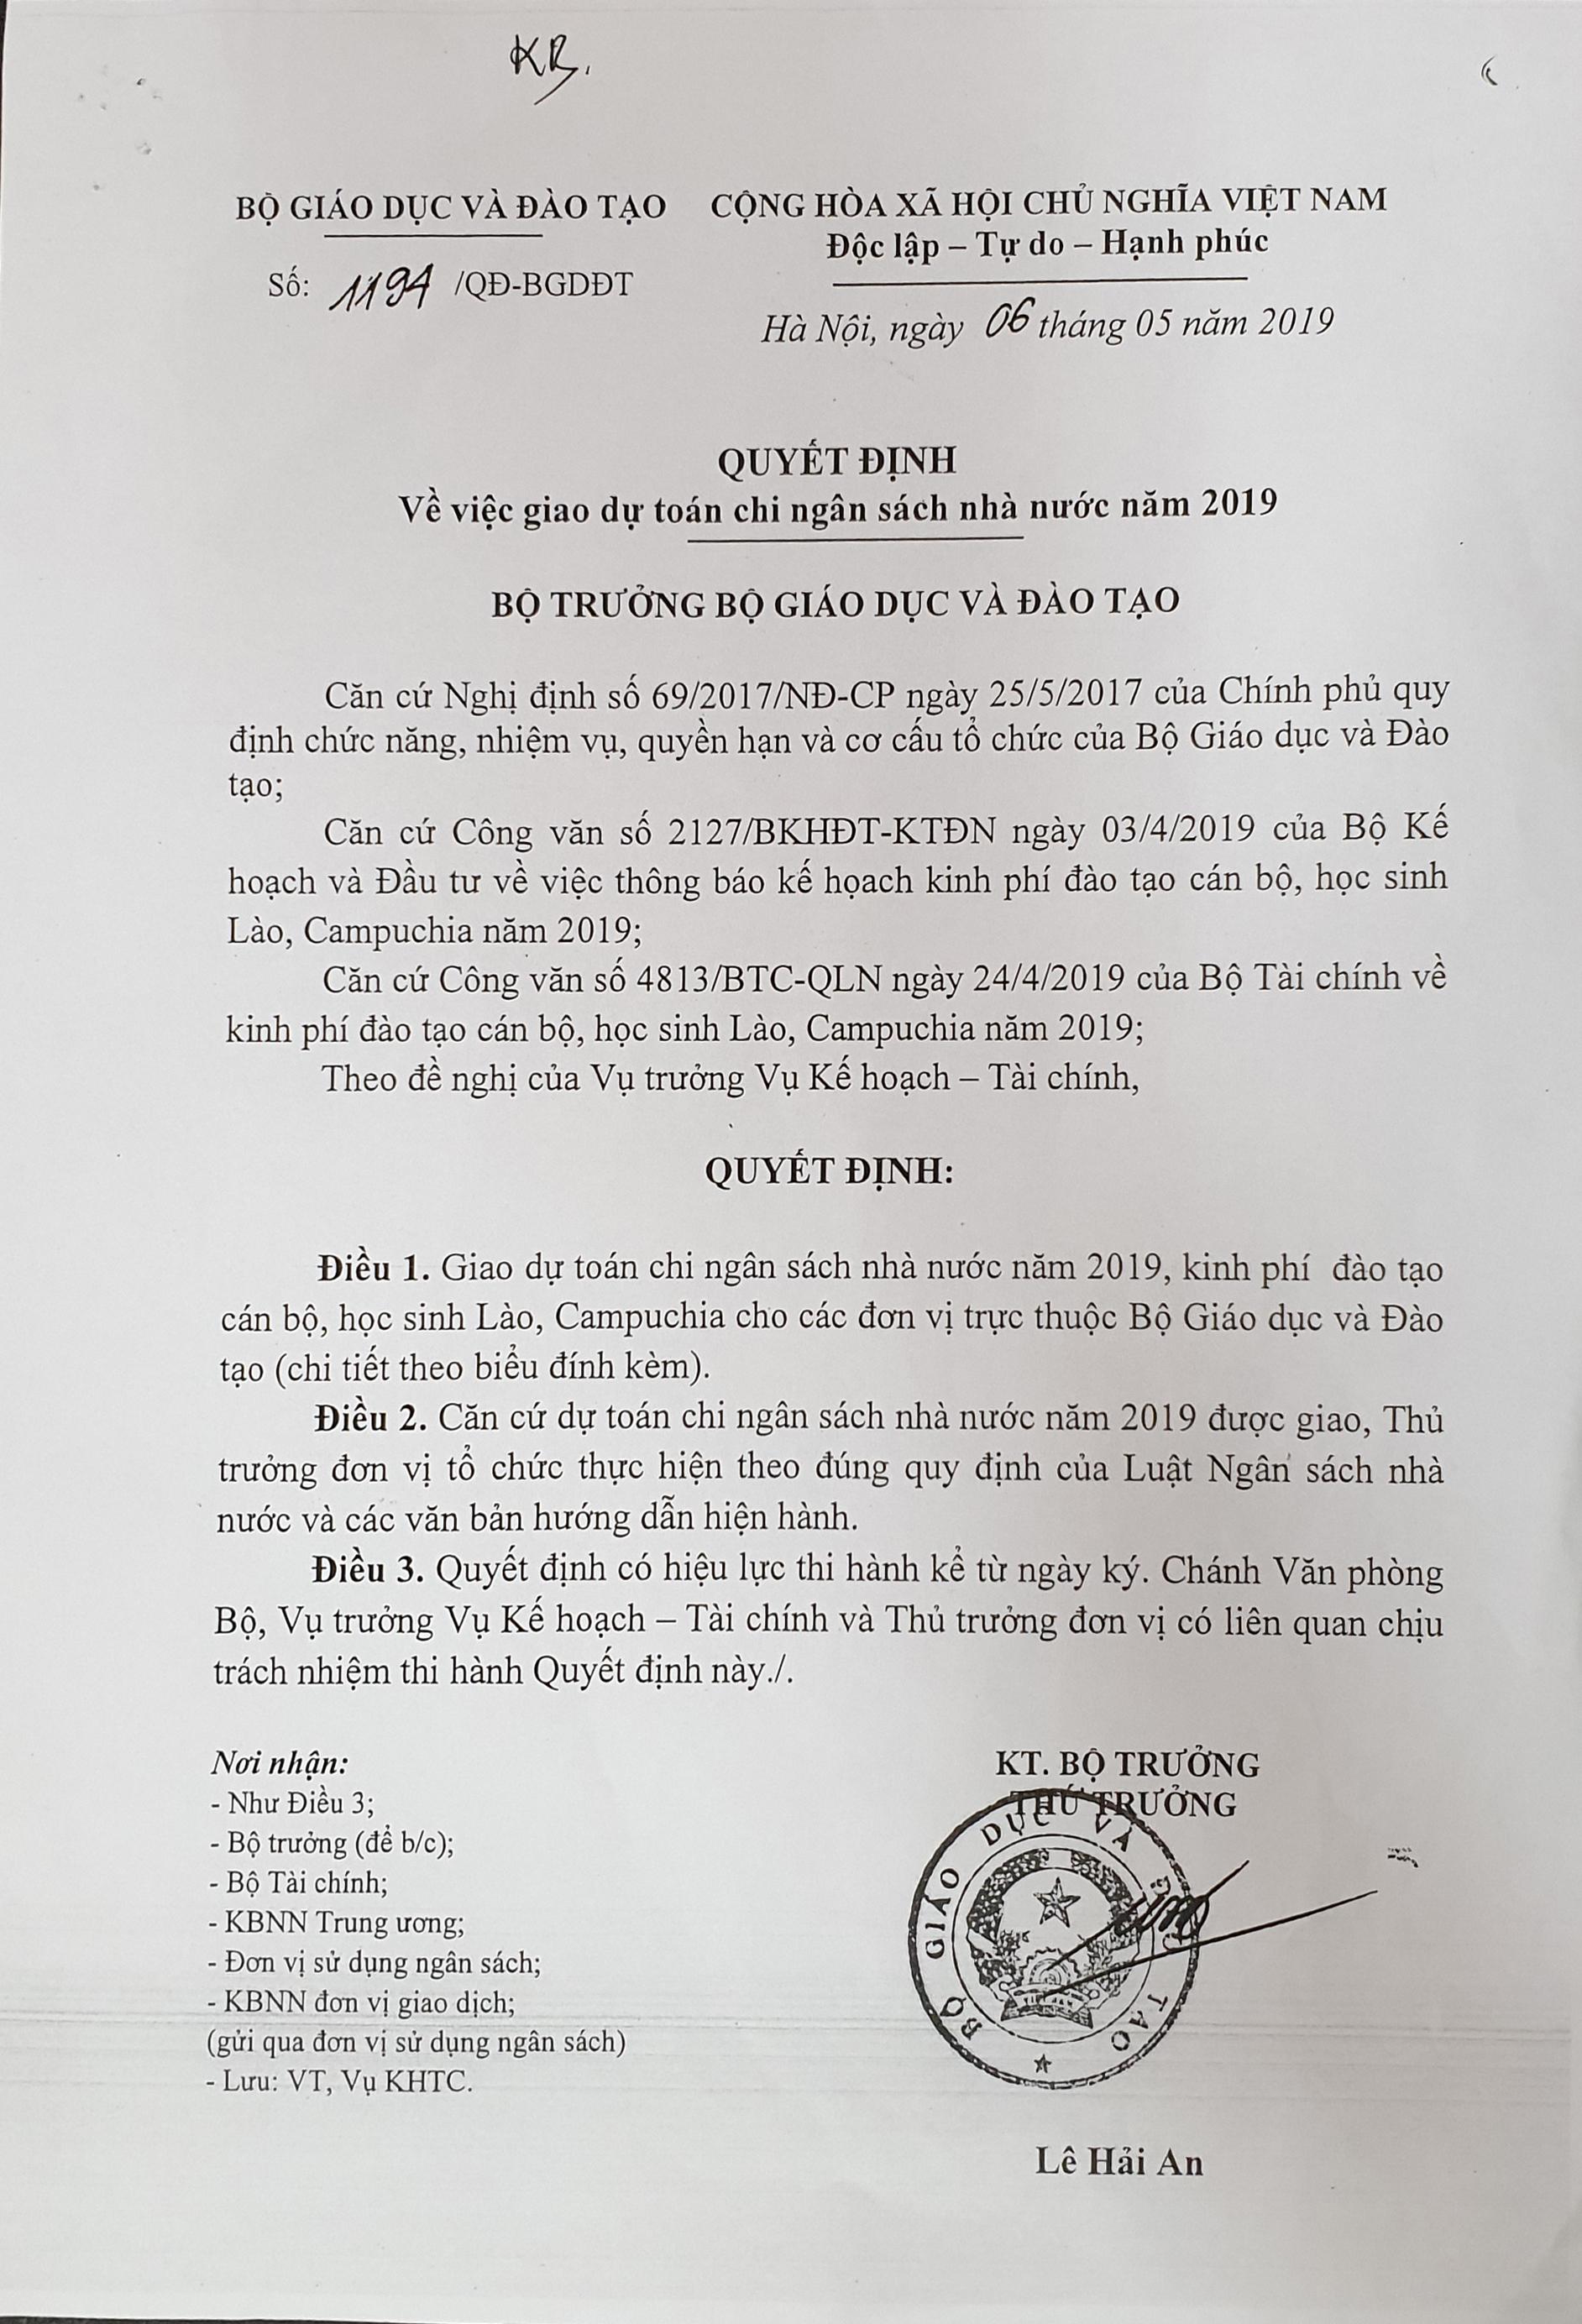 KB.
BỘ GIÁO DỤC VÀ ĐÀO TẠO
Số: 1194 /QĐ-BGDĐT
CỘNG HÒA XÃ HỘI CHỦ NGHĨA VIỆT NAM
Độc lập – Tự do – Hạnh phúc
Hà Nội, ngày 06 tháng 05 năm 2019
QUYẾT ĐỊNH
Về việc giao dự toán chi ngân sách nhà nước năm 2019
BỘ TRƯỞNG BỘ GIÁO DỤC VÀ ĐÀO TẠO
Căn cứ Nghị định số 69/2017/NĐ-CP ngày 25/5/2017 của Chính phủ quy
định chức năng, nhiệm vụ, quyền hạn và cơ cấu tổ chức của Bộ Giáo dục và Đào
tạo;
Căn cứ Công văn số 2127/BKHĐT-KTĐN ngày 03/4/2019 của Bộ Kế
hoạch và Đầu tư về việc thông báo kế hoạch kinh phí đào tạo cán bộ, học sinh
Lào, Campuchia năm 2019;
Căn cứ Công văn số 4813/BTC-QLN ngày 24/4/2019 của Bộ Tài chính về
kinh phí đào tạo cán bộ, học sinh Lào, Campuchia năm 2019;
Theo đề nghị của Vụ trưởng Vụ Kế hoạch – Tài chính,
QUYẾT ĐỊNH:
Điều 1. Giao dự toán chi ngân sách nhà nước năm 2019, kinh phí đào tạo
cán bộ, học sinh Lào, Campuchia cho các đơn vị trực thuộc Bộ Giáo dục và Đào
tạo (chi tiết theo biểu đính kèm).
Điều 2. Căn cứ dự toán chi ngân sách nhà nước năm 2019 được giao, Thủ
trưởng đơn vị tổ chức thực hiện theo đúng quy định của Luật Ngân sách nhà
nước và các văn bản hướng dẫn hiện hành.
Điều 3. Quyết định có hiệu lực thi hành kể từ ngày ký. Chánh Văn phòng
Bộ, Vụ trưởng Vụ Kế hoạch – Tài chính và Thủ trưởng đơn vị có liên quan chịu
trách nhiệm thi hành Quyết định này./.
Nơi nhận:
- Như Điều 3;
- Bộ trưởng (để b/c);
- Bộ Tài chính;
- KBNN Trung ương;
- Đơn vị sử dụng ngân sách;
- KBNN đơn vị giao dịch;
(gửi qua đơn vị sử dụng ngân sách)
- Lưu: VT, Vụ KHTC.
KT. BỘ TRƯỞNG
THỨ TRƯỞNG
BỘ GIÁO DỤC VÀ ĐÀO TẠO
Lê Hải An